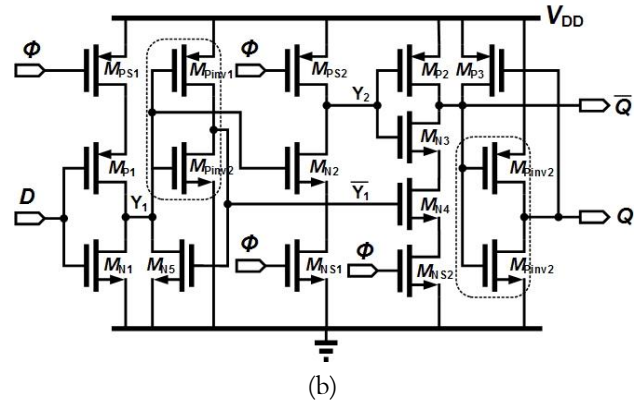 V_DD
Φ
M_PS1
M_Pinv1
Φ
M_PS2
M_P2
M_P3
Y_2
Q̅
M_P1
M_Pinv2
M_N2
M_N3
M_Pinv2
D
Y_1
Y̅_1
M_N4
Q
M_N1
M_N5
Φ
M_NS1
Φ
M_NS2
M_Pinv2
(b)